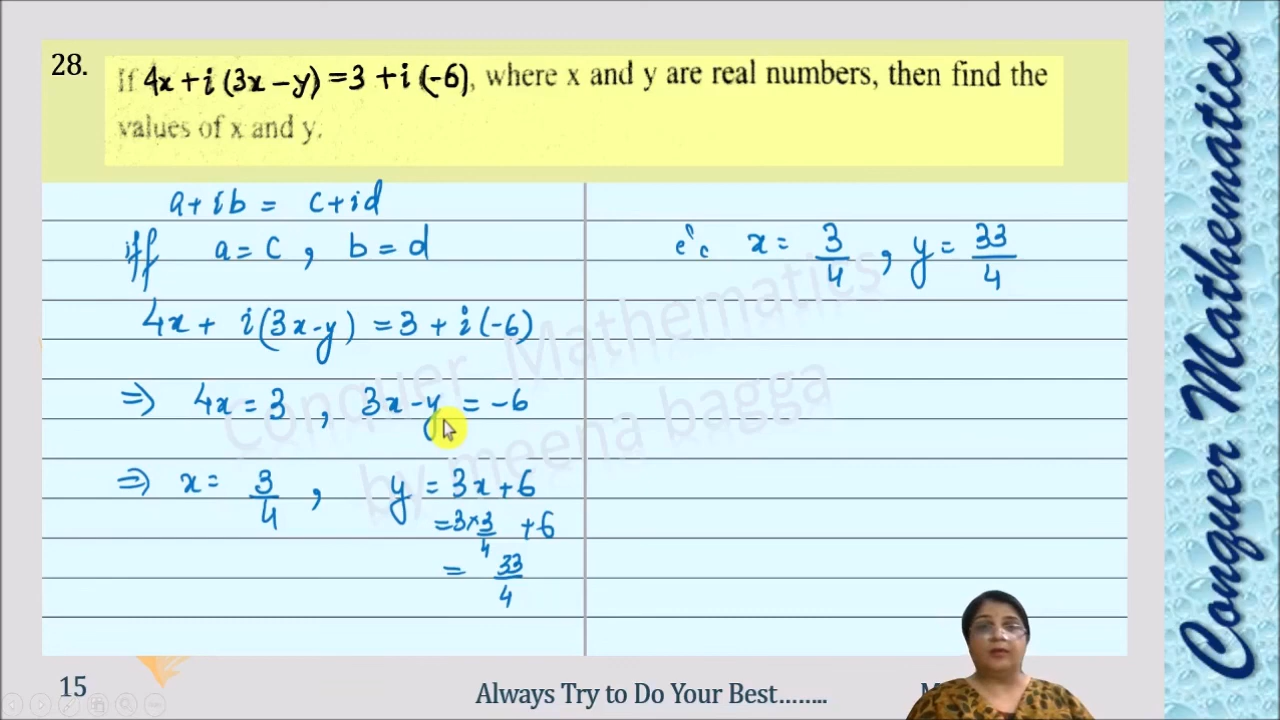 28. If 4x + i (3x – y) = 3 + i (–6), where x and y are real numbers, then find the
values of x and y.
a + ib = c + id
iff a = c , b = d
4x + i(3x-y) = 3 + i(-6)
⇒ 4x = 3 , 3x - y = -6
⇒ x = 3/4 , y = 3x + 6
= 3 × 3/4 + 6
= 33/4
x = 3/4 , y = 33/4
Conquer Mathematics
by meena bagga
15
Always Try to Do Your Best........
Conquer Mathematics